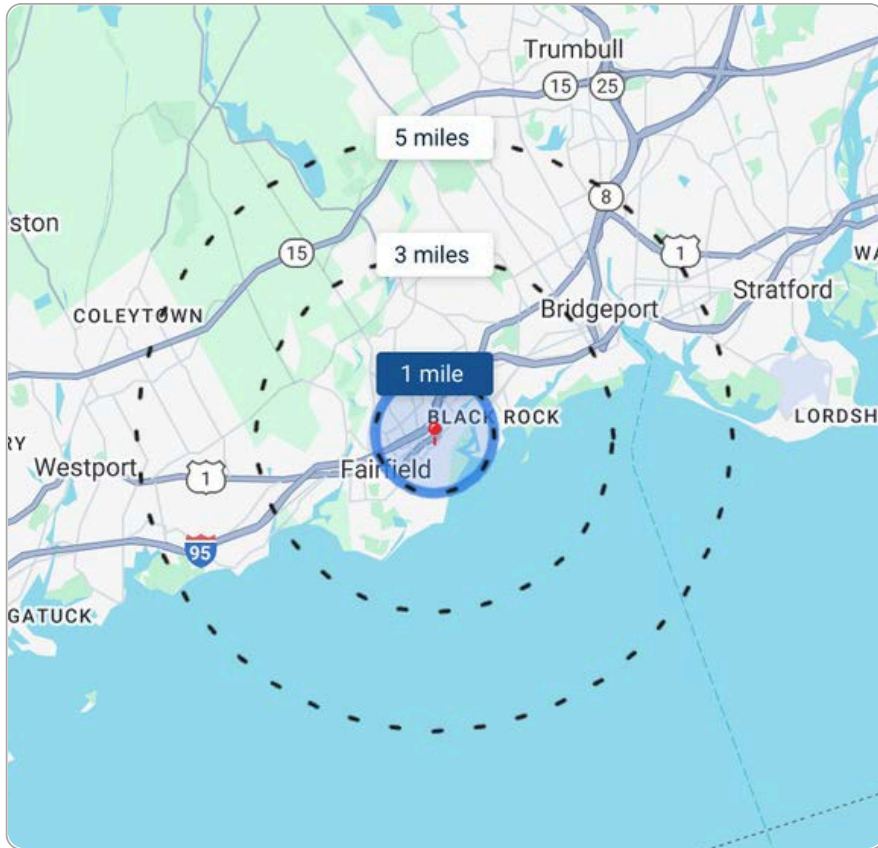 Trumbull
15
25
5 miles
8
ston
15
3 miles
1
WA
Stratford
Bridgeport
COLEYTOWN
1 mile
BLACK ROCK
LORDSH
RY
Westport
1
Fairfield
95
GATUCK